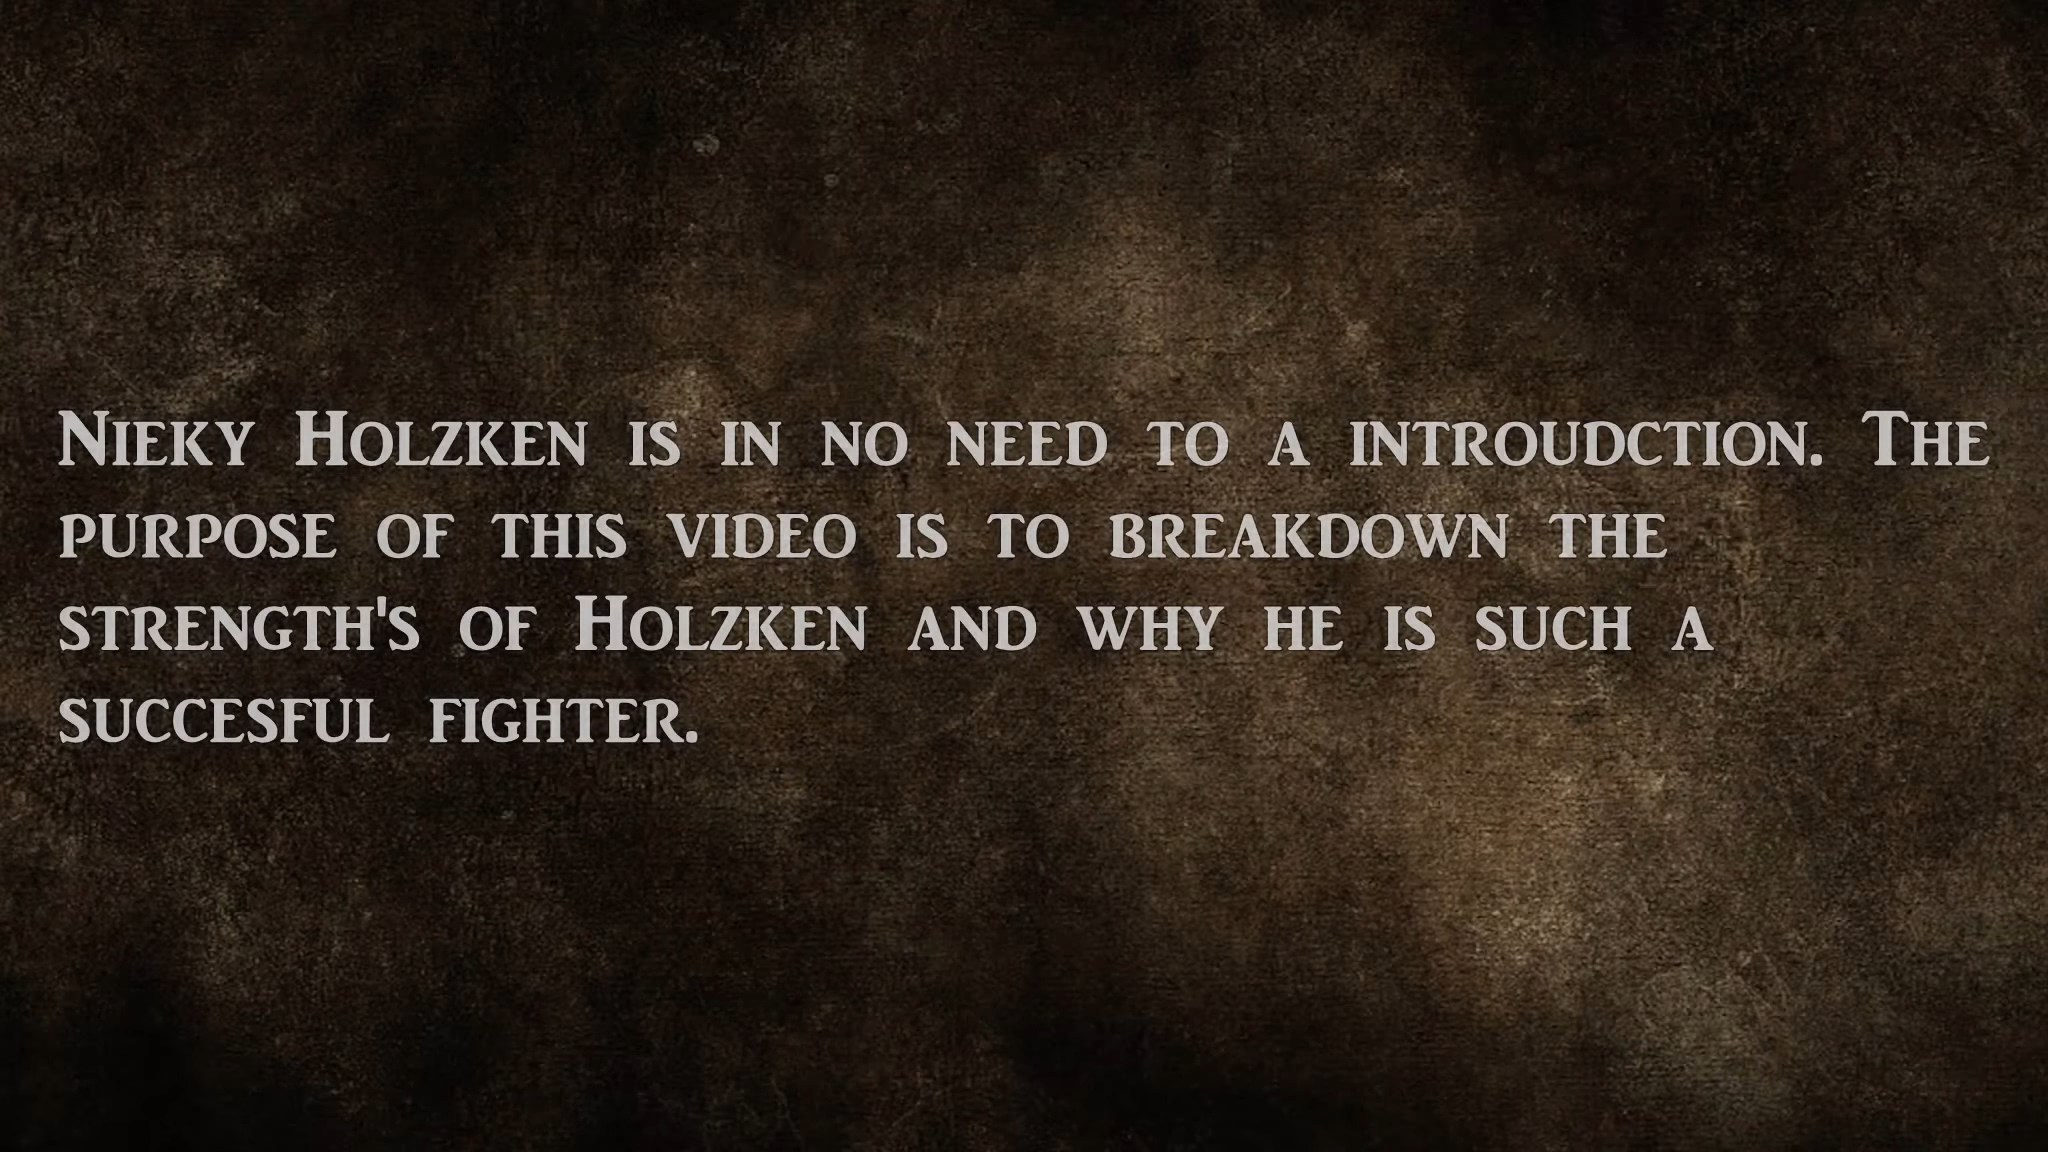 Nieky Holzken is in no need to a introudction. The
purpose of this video is to breakdown the
strength's of Holzken and why he is such a
succesful fighter.